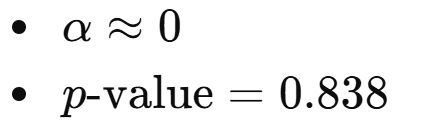 • α ≈ 0
• p-value = 0.838